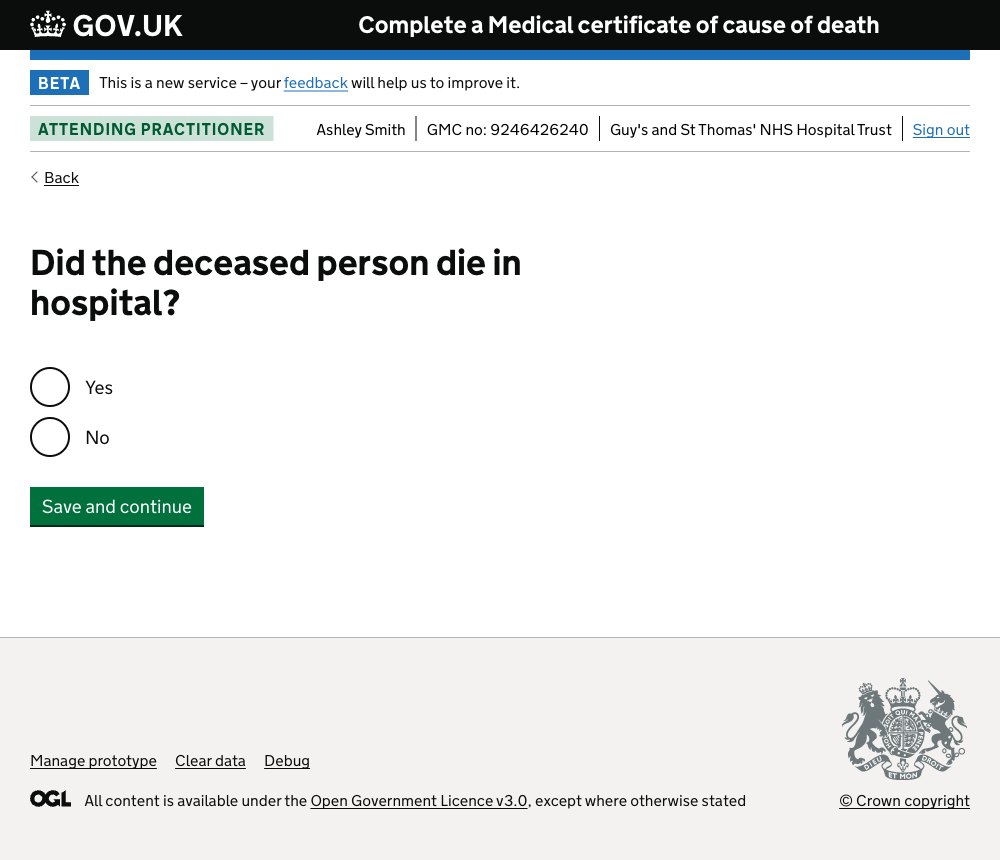 GOV.UK
Complete a Medical certificate of cause of death
BETA
This is a new service – your feedback will help us to improve it.
ATTENDING PRACTITIONER
Ashley Smith
GMC no: 9246426240
Guy's and St Thomas' NHS Hospital Trust
Sign out
Back
Did the deceased person die in
hospital?
Yes
No
Save and continue
Manage prototype
Clear data
Debug
OGL
All content is available under the Open Government Licence v3.0, except where otherwise stated
DIEU
ET MON
DROIT
© Crown copyright